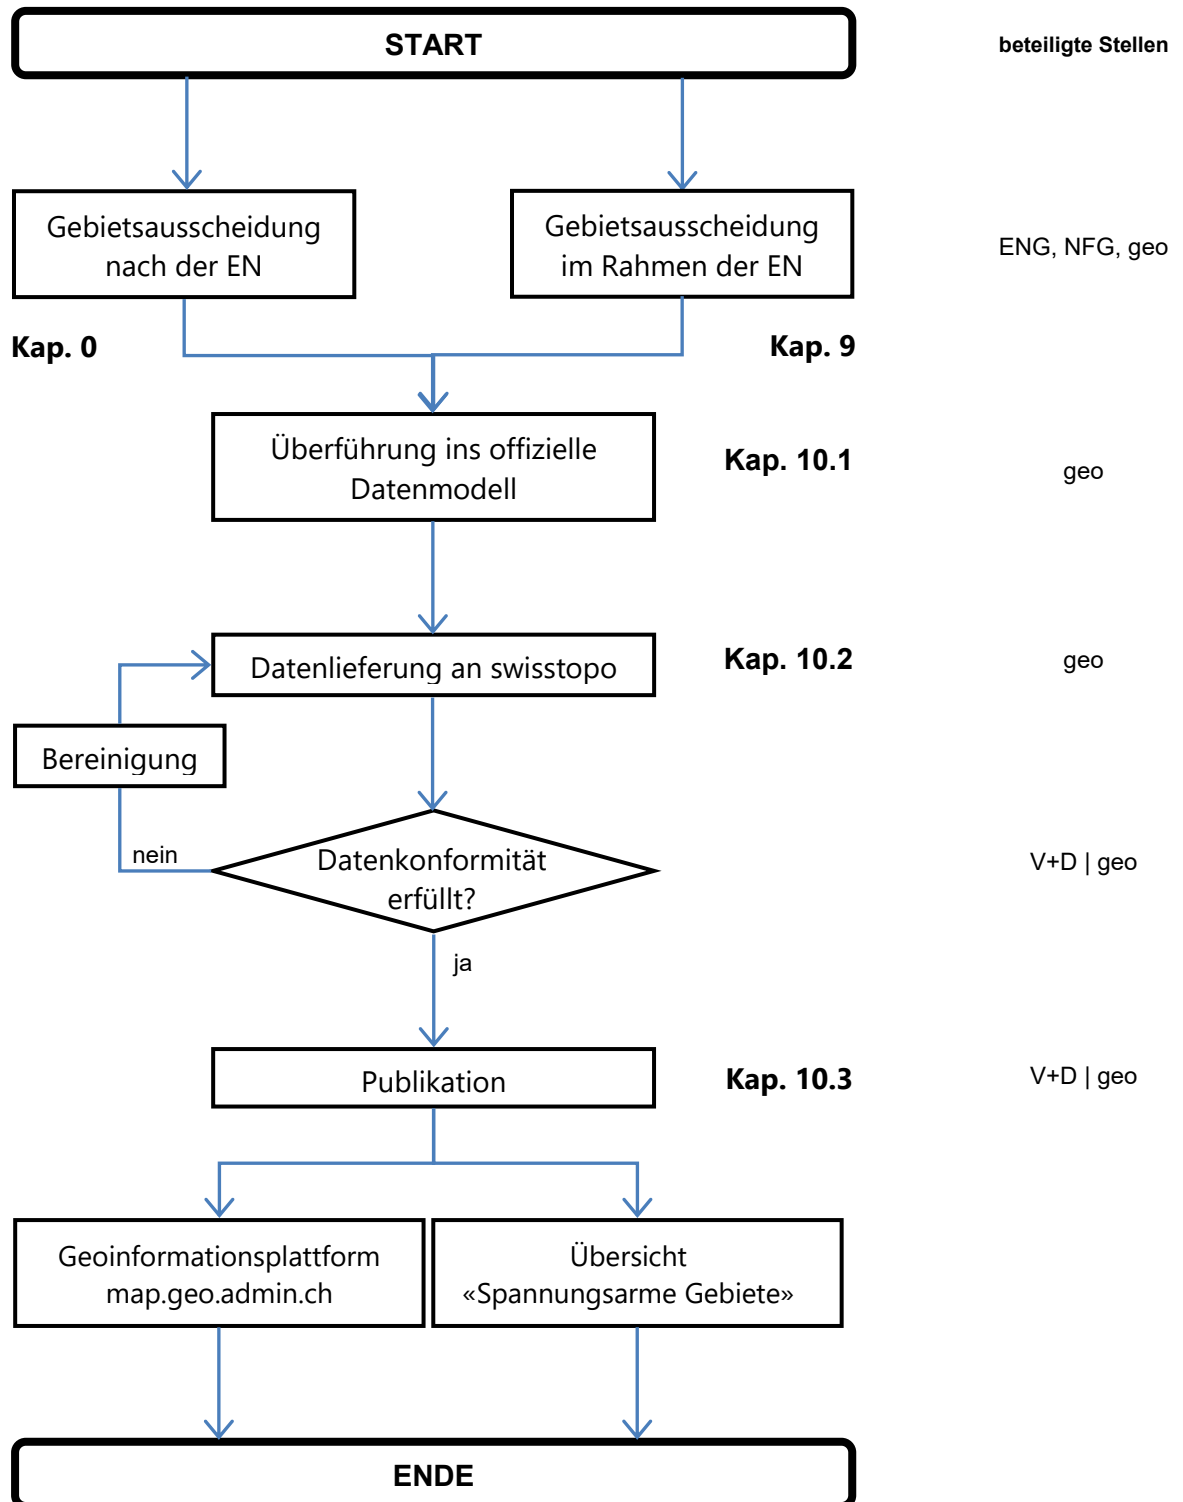 START
beteiligte Stellen
Gebietsausscheidung
nach der EN
Gebietsausscheidung
im Rahmen der EN
ENG, NFG, geo
Kap. 0
Kap. 9
Überführung ins offizielle
Datenmodell
Kap. 10.1
geo
Datenlieferung an swisstopo
Kap. 10.2
geo
Bereinigung
nein
Datenkonformität
erfüllt?
V+D | geo
ja
Publikation
Kap. 10.3
V+D | geo
Geoinformationsplattform
map.geo.admin.ch
Übersicht
«Spannungsarme Gebiete»
ENDE